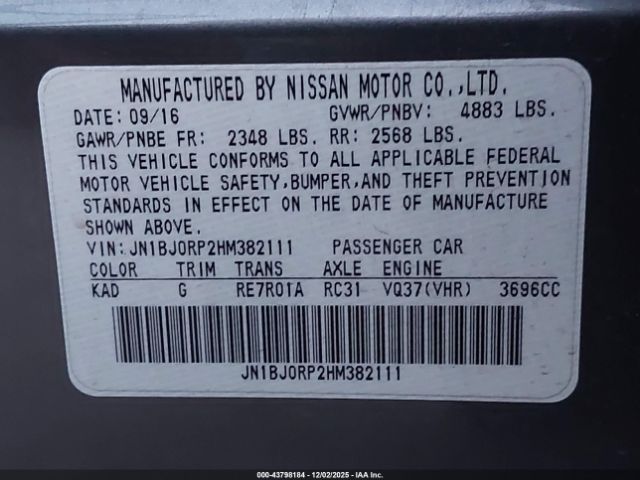 MANUFACTURED BY NISSAN MOTOR CO.,LTD.
DATE: 09/16 GVWR/PNBV: 4883 LBS.
GAWR/PNBE FR: 2348 LBS. RR: 2568 LBS.
THIS VEHICLE CONFORMS TO ALL APPLICABLE FEDERAL
MOTOR VEHICLE SAFETY,BUMPER,AND THEFT PREVENTION
STANDARDS IN EFFECT ON THE DATE OF MANUFACTURE
SHOWN ABOVE.
VIN:JN1BJ0RP2HM382111 PASSENGER CAR
COLOR TRIM TRANS AXLE ENGINE
KAD G RE7R01A RC31 VQ37(VHR) 3696CC
JN1BJ0RP2HM382111
000-43798184 - 12/02/2025 - IAA Inc.